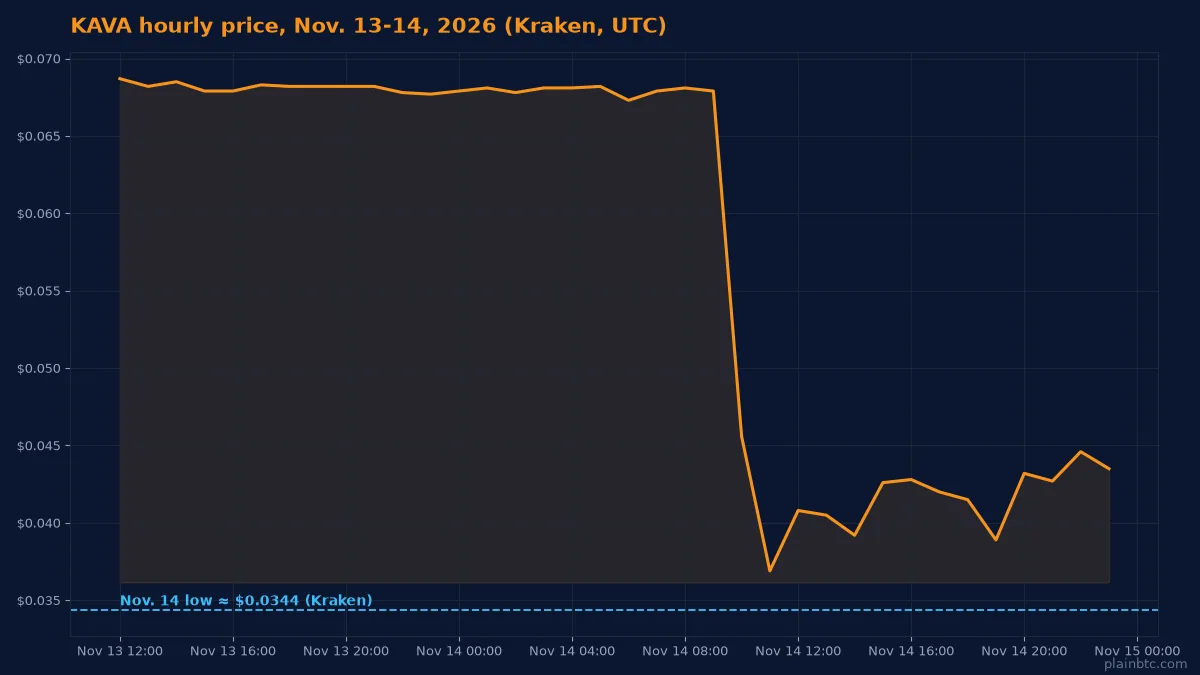 KAVA hourly price, Nov. 13-14, 2026 (Kraken, UTC)
$0.070
$0.065
$0.060
$0.055
$0.050
$0.045
$0.040
$0.035
Nov. 14 low ≈ $0.0344 (Kraken)
Nov 13 12:00 Nov 13 16:00 Nov 13 20:00 Nov 14 00:00 Nov 14 04:00 Nov 14 08:00 Nov 14 12:00 Nov 14 16:00 Nov 14 20:00 Nov 15 00:00
plainbtc.com